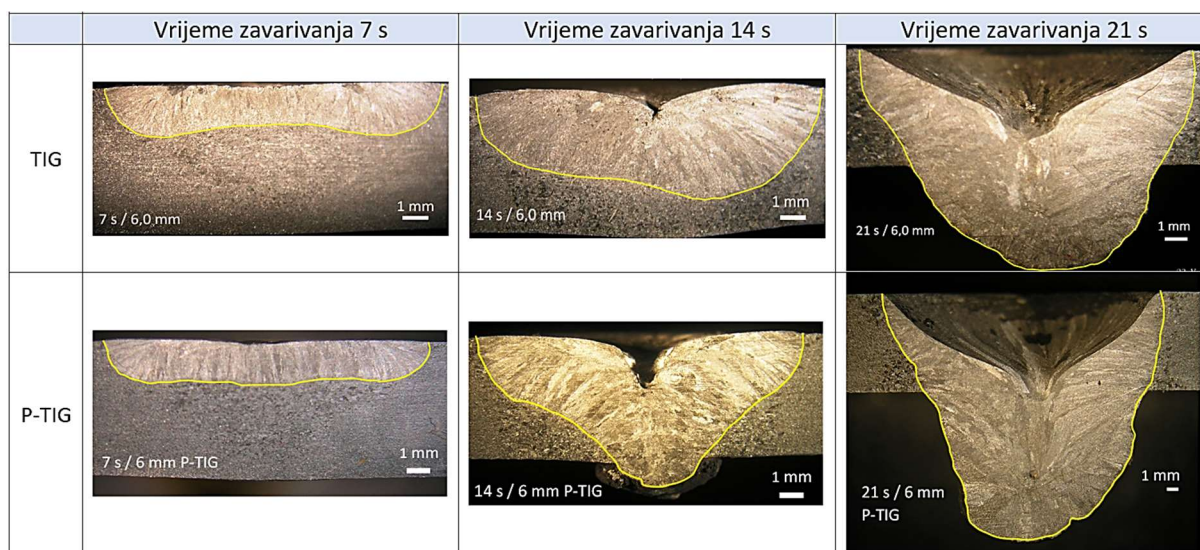 Vrijeme zavarivanja 7 s
Vrijeme zavarivanja 14 s
Vrijeme zavarivanja 21 s
TIG
7 s / 6,0 mm
1 mm
14 s / 6,0 mm
1 mm
21 s / 6,0 mm
1 mm
P-TIG
7 s / 6 mm P-TIG
1 mm
14 s / 6 mm P-TIG
1 mm
21 s / 6 mm
P-TIG
1 mm